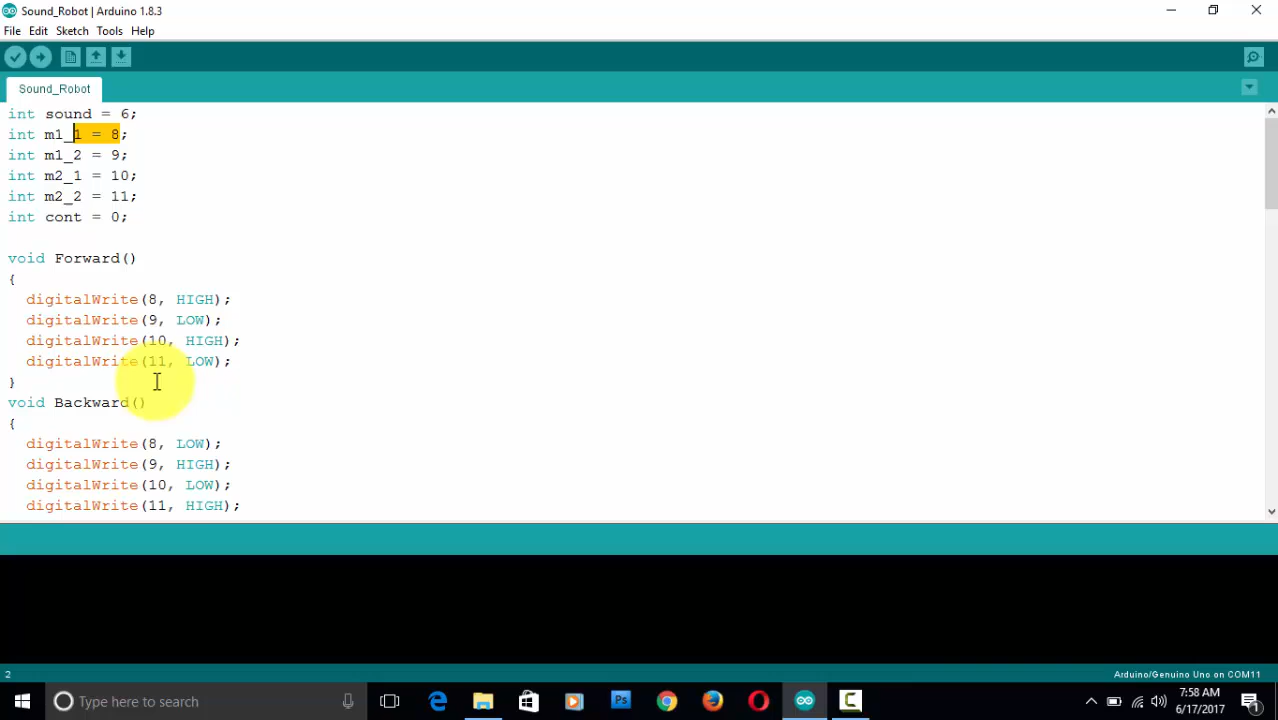 Sound_Robot | Arduino 1.8.3
File Edit Sketch Tools Help
Sound_Robot
int sound = 6;
int m1_1 = 8;
int m1_2 = 9;
int m2_1 = 10;
int m2_2 = 11;
int cont = 0;
void Forward()
{
digitalWrite(8, HIGH);
digitalWrite(9, LOW);
digitalWrite(10, HIGH);
digitalWrite(11, LOW);
}
void Backward()
{
digitalWrite(8, LOW);
digitalWrite(9, HIGH);
digitalWrite(10, LOW);
digitalWrite(11, HIGH);
2
Arduino/Genuino Uno on COM11
Type here to search
Ps
7:58 AM
6/17/2017
1